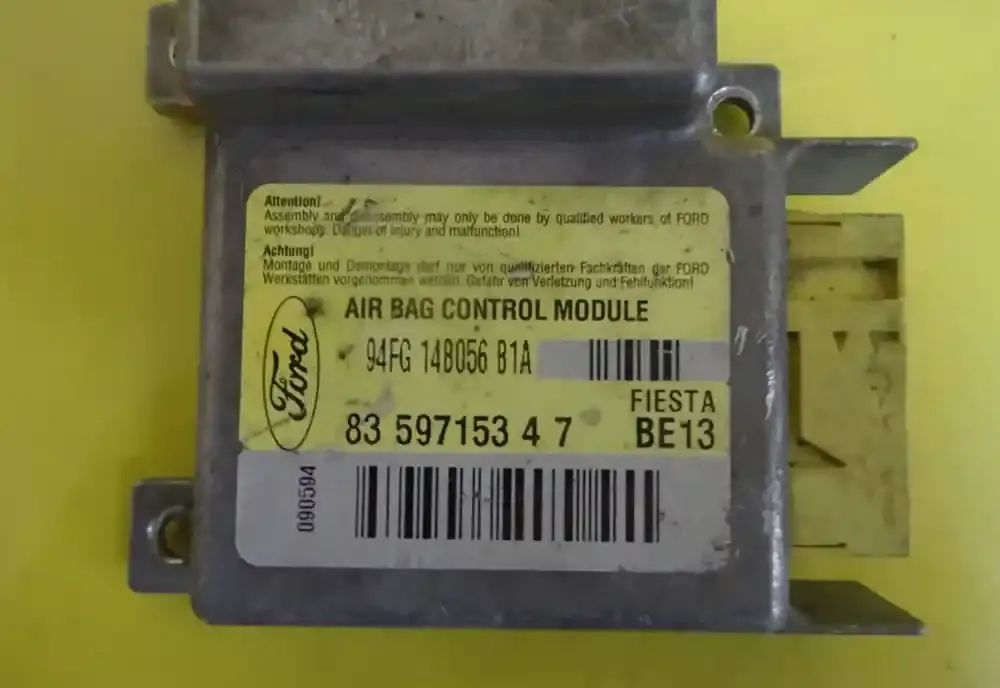 Attention!
Assembly and disassembly may only be done by qualified workers of FORD
workshops. Danger of injury and malfunction!
Achtung!
Montage und Demontage darf nur von qualifizierten Fachkräften der FORD
Werkstätten vorgenommen werden. Gefahr von Verletzung und Fehlfunktion!
AIR BAG CONTROL MODULE
Ford
94FG 14B056 B1A
FIESTA
83 597153 4 7 BE13
090594